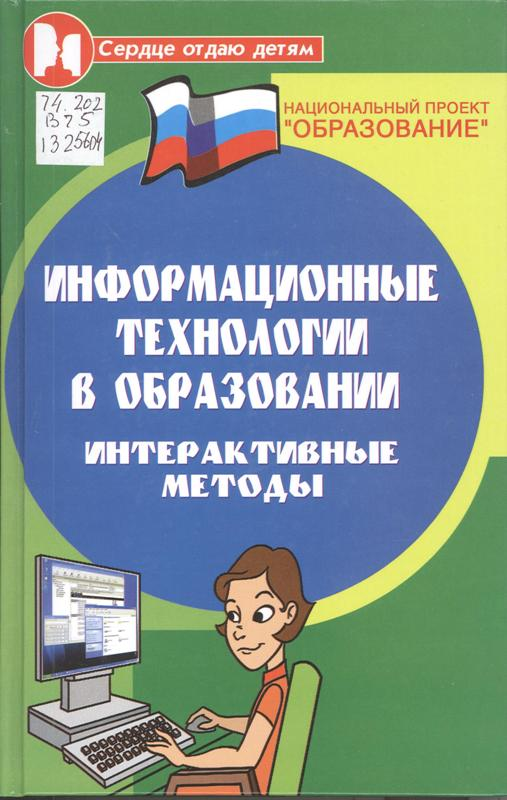 Сердце отдаю детям
74.202
В75
1325604
НАЦИОНАЛЬНЫЙ ПРОЕКТ
"ОБРАЗОВАНИЕ"
ИНФОРМАЦИОННЫЕ
ТЕХНОЛОГИИ
В ОБРАЗОВАНИИ
ИНТЕРАКТИВНЫЕ
МЕТОДЫ